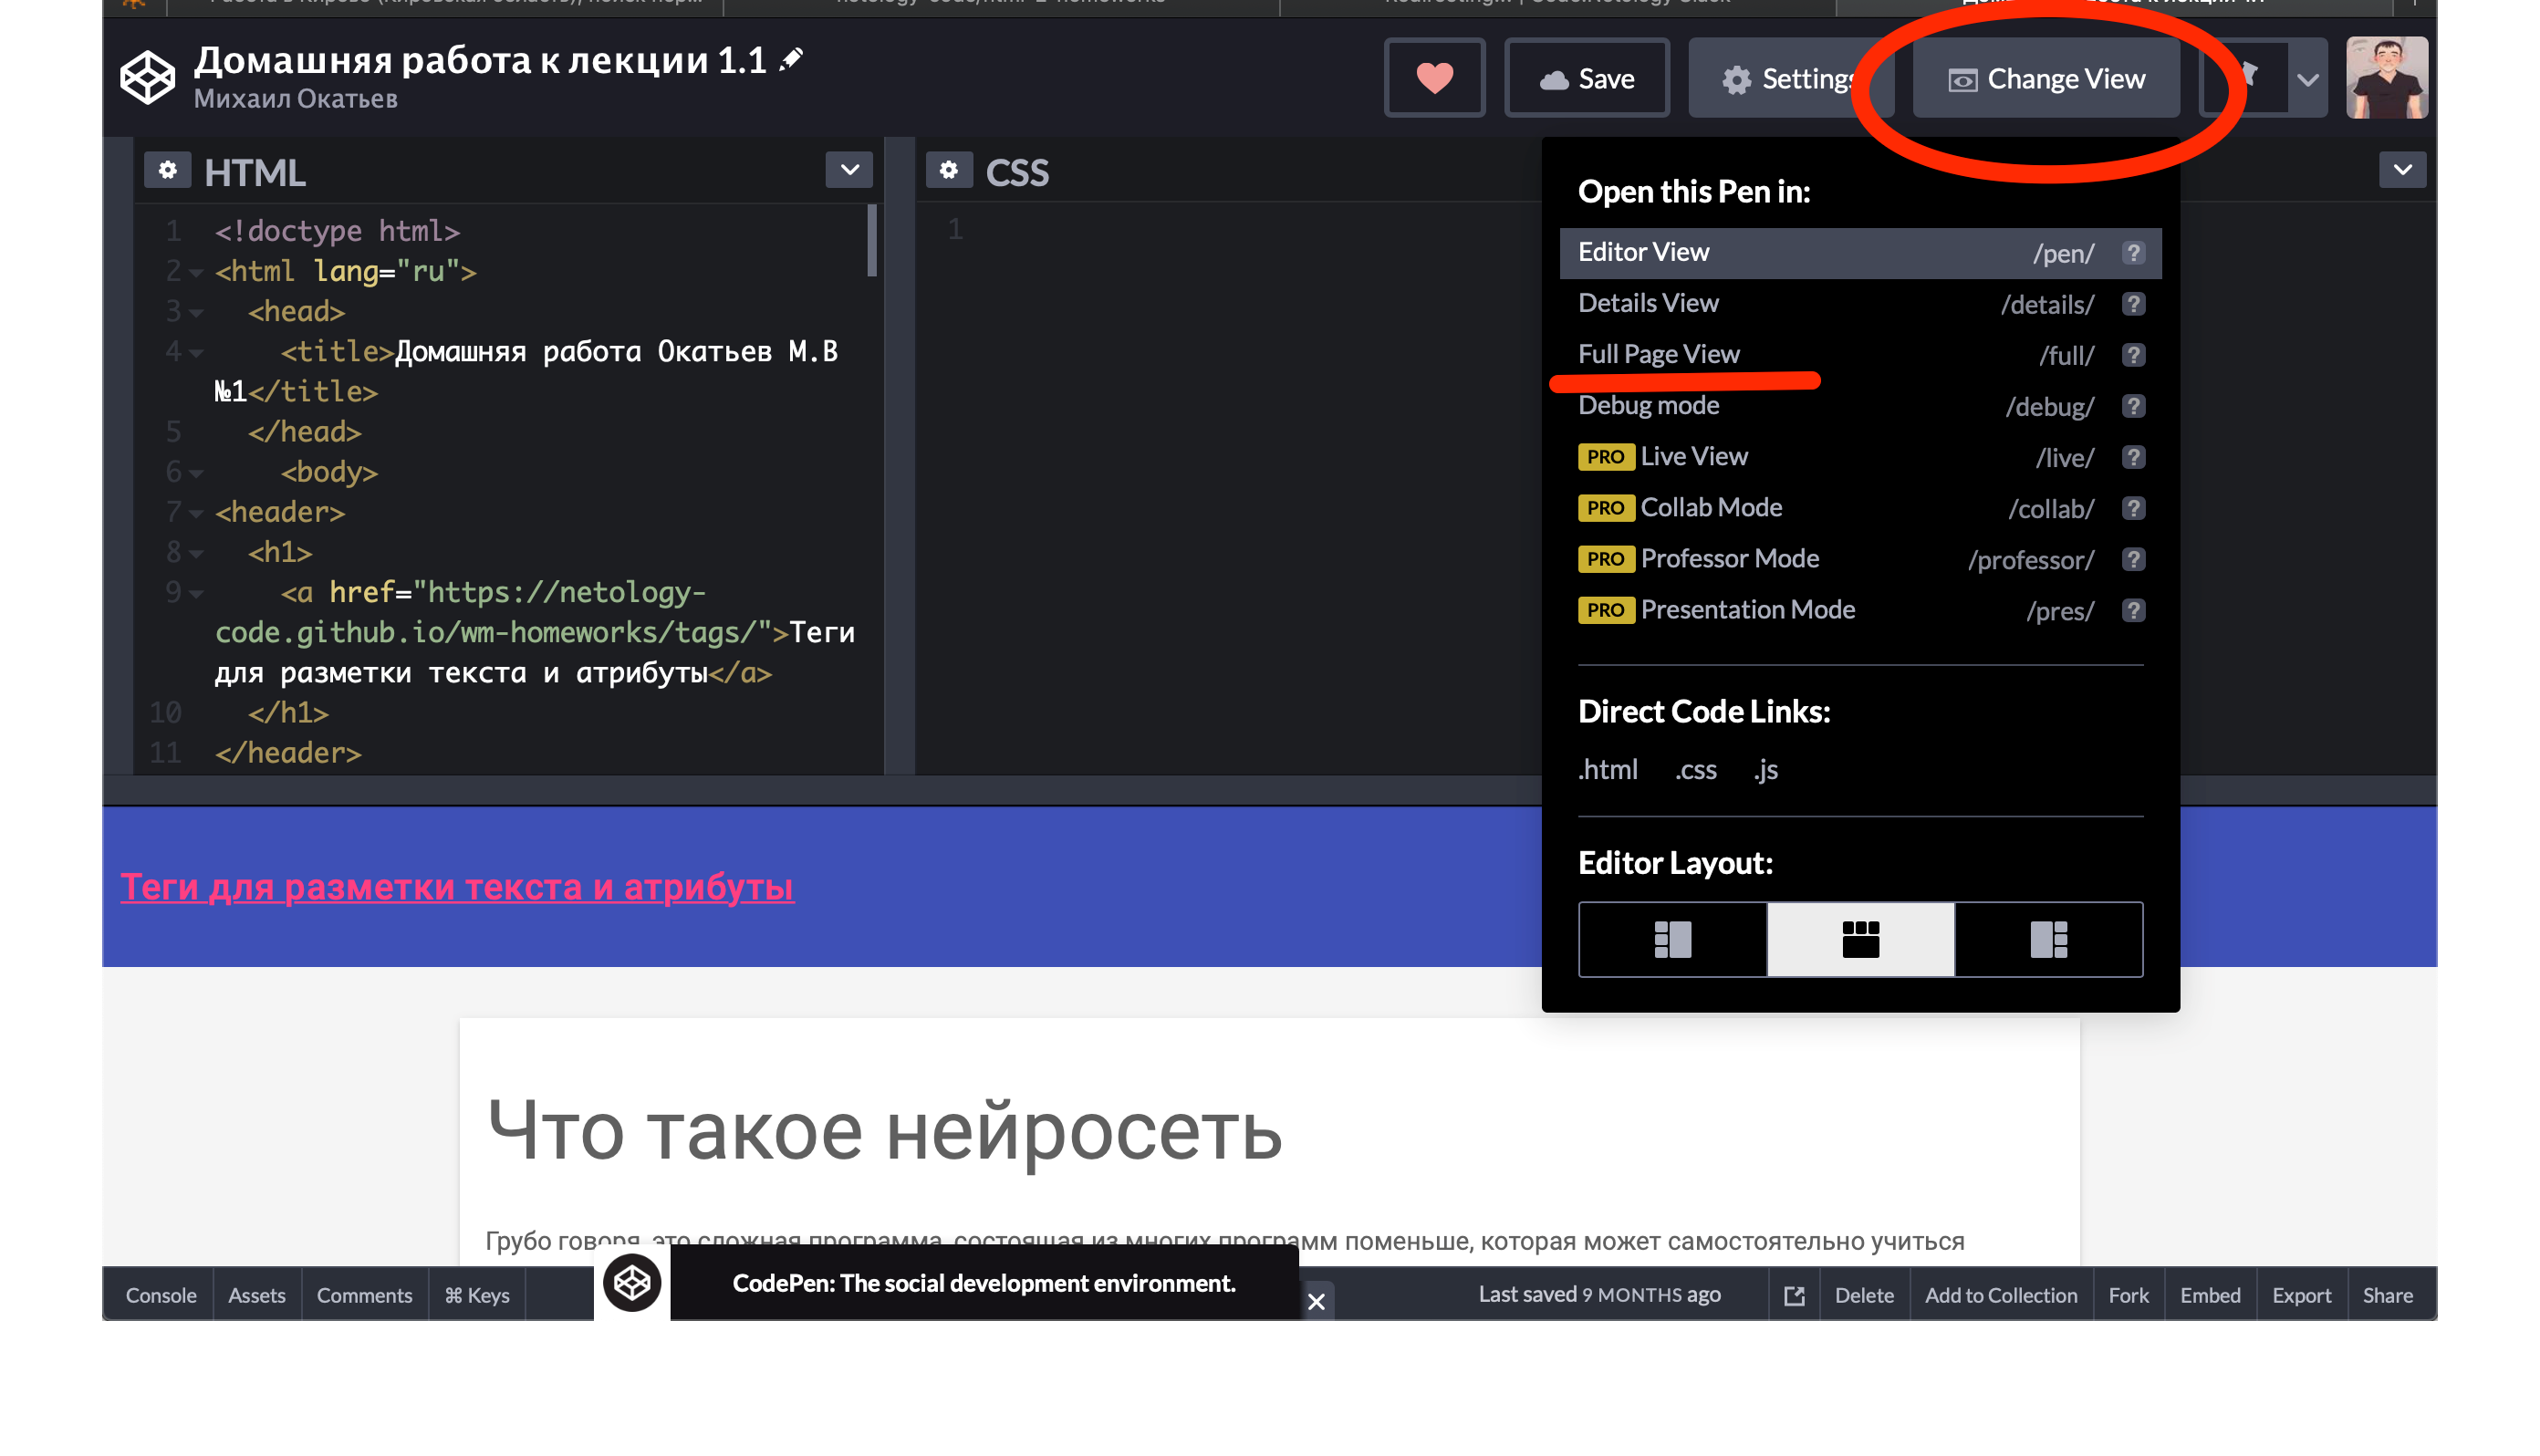 Домашняя работа к лекции 1.1
Михаил Окатьев
Save
Settings
Change View
HTML
1 <!doctype html>
2 <html lang="ru">
3 <head>
4 <title>Домашняя работа Окатьев М.В
№1</title>
5 </head>
6 <body>
7 <header>
8 <h1>
9 <a href="https://netology-
code.github.io/wm-homeworks/tags/">Теги
для разметки текста и атрибуты</a>
10 </h1>
11 </header>
CSS
1
Open this Pen in:
Editor View /pen/ ?
Details View /details/ ?
Full Page View /full/ ?
Debug mode /debug/ ?
PRO Live View /live/ ?
PRO Collab Mode /collab/ ?
PRO Professor Mode /professor/ ?
PRO Presentation Mode /pres/ ?
Direct Code Links:
.html .css .js
Editor Layout:
Теги для разметки текста и атрибуты
Что такое нейросеть
Грубо говоря, это сложная программа, состоящая из многих программ поменьше, которая может самостоятельно учиться
Console Assets Comments ⌘ Keys
CodePen: The social development environment.
Last saved 9 MONTHS ago
Delete Add to Collection Fork Embed Export Share